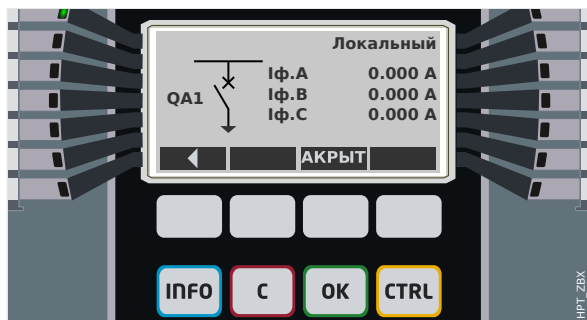 Локальный
Iф.A 0.000 A
QA1
Iф.B 0.000 A
Iф.C 0.000 A
АКРЫТ
INFO C OK CTRL
HPT_ZBX